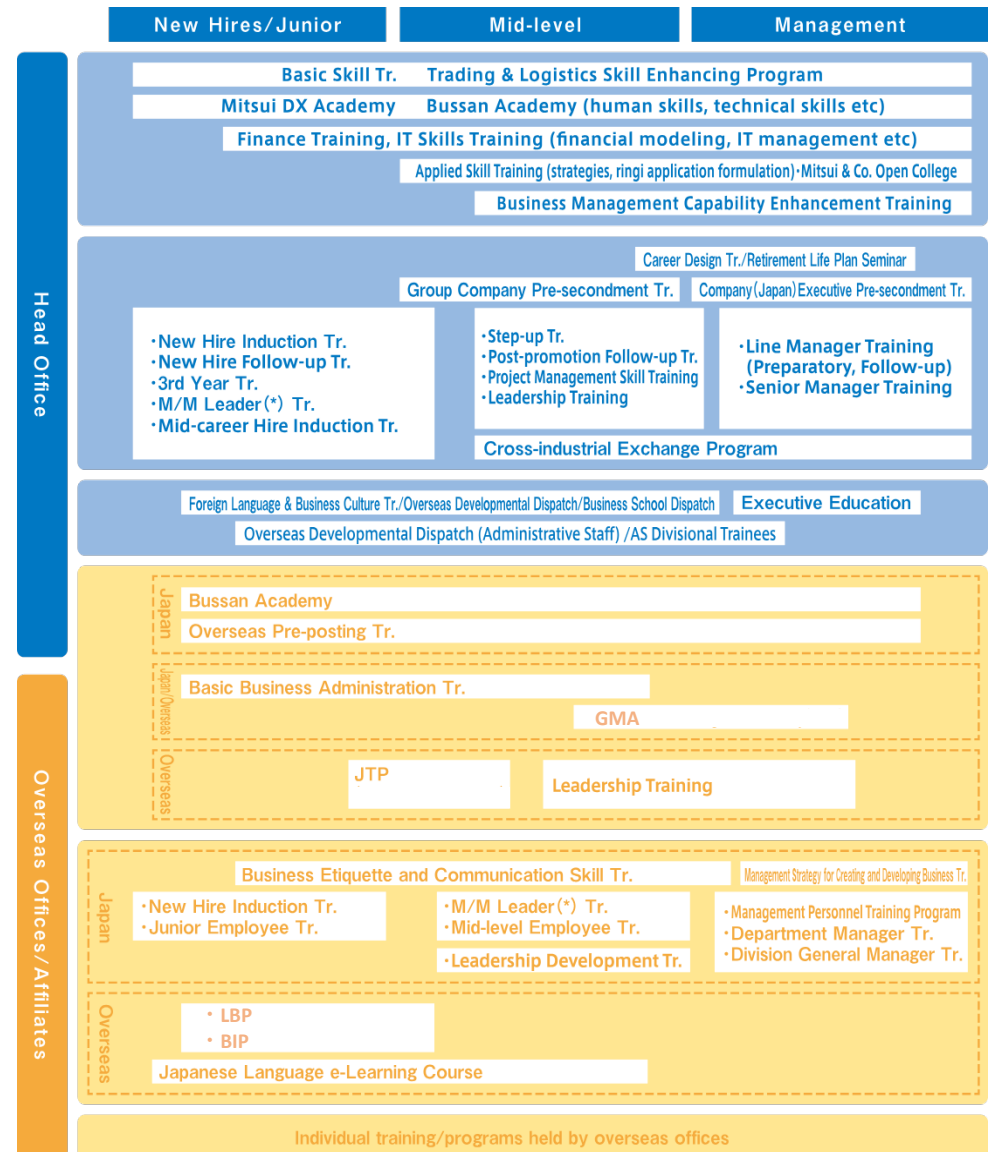 New Hires/Junior
Mid-level
Management
Head Office
Basic Skill Tr. Trading & Logistics Skill Enhancing Program
Mitsui DX Academy Bussan Academy (human skills, technical skills etc)
Finance Training, IT Skills Training (financial modeling, IT management etc)
Applied Skill Training (strategies, ringi application formulation)・Mitsui & Co. Open College
Business Management Capability Enhancement Training
Career Design Tr./Retirement Life Plan Seminar
Group Company Pre-secondment Tr.
Company(Japan)Executive Pre-secondment Tr.
・New Hire Induction Tr.
・New Hire Follow-up Tr.
・3rd Year Tr.
・M/M Leader(*) Tr.
・Mid-career Hire Induction Tr.
・Step-up Tr.
・Post-promotion Follow-up Tr.
・Project Management Skill Training
・Leadership Training
・Line Manager Training
(Preparatory, Follow-up)
・Senior Manager Training
Cross-industrial Exchange Program
Foreign Language & Business Culture Tr./Overseas Developmental Dispatch/Business School Dispatch
Executive Education
Overseas Developmental Dispatch (Administrative Staff) /AS Divisional Trainees
Japan
Bussan Academy
Overseas Pre-posting Tr.
Overseas Offices/Affiliates
Japan/Overseas
Basic Business Administration Tr.
GMA
Overseas
JTP
Leadership Training
Japan
Business Etiquette and Communication Skill Tr.
Management Strategy for Creating and Developing Business Tr.
・New Hire Induction Tr.
・Junior Employee Tr.
・M/M Leader(*) Tr.
・Mid-level Employee Tr.
・Leadership Development Tr.
・Management Personnel Training Program
・Department Manager Tr.
・Division General Manager Tr.
Overseas
・LBP
・BIP
Japanese Language e-Learning Course
Individual training/programs held by overseas offices